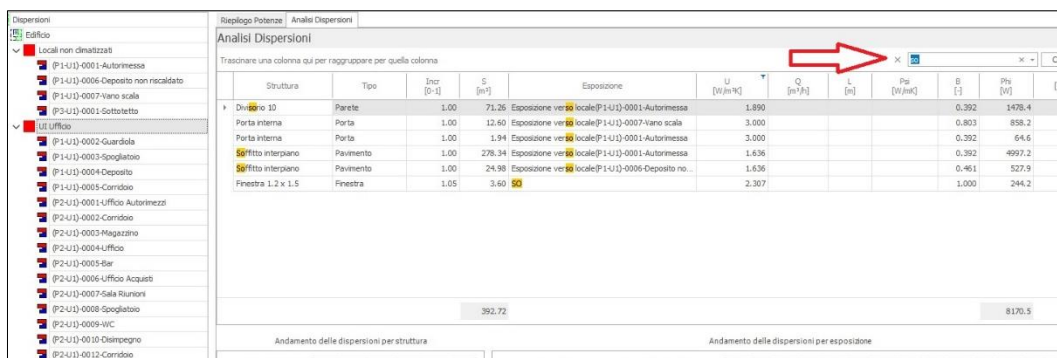 Dispersioni
Edificio
Locali non climatizzati
(P1-U1)-0001-Autorimessa
(P1-U1)-0006-Deposito non riscaldato
(P1-U1)-0007-Vano scala
(P3-U1)-0001-Sottotetto
UI Ufficio
(P1-U1)-0002-Guardiola
(P1-U1)-0003-Spogliatoio
(P1-U1)-0004-Deposito
(P1-U1)-0005-Corridoio
(P2-U1)-0001-Ufficio Autorimezzi
(P2-U1)-0002-Corridoio
(P2-U1)-0003-Magazzino
(P2-U1)-0004-Ufficio
(P2-U1)-0005-Bar
(P2-U1)-0006-Ufficio Acquisti
(P2-U1)-0007-Sala Riunioni
(P2-U1)-0008-Spogliatoio
(P2-U1)-0009-WC
(P2-U1)-0010-Disimpegno
(P2-U1)-0012-Corridoio
Riepilogo Potenze Analisi Dispersioni
Analisi Dispersioni
Trascinare una colonna qui per raggruppare per quella colonna
so
Struttura Tipo Incr [0-1] S [m²] Esposizione U [W/m²K] Q [m³/h] L [m] Psi [W/mK] B [-] Phi [W]
Divisorio 10 Parete 1.00 71.26 Esposizione verso locale(P1-U1)-0001-Autorimessa 1.890 0.392 1478.4
Porta interna Porta 1.00 12.60 Esposizione verso locale(P1-U1)-0007-Vano scala 3.000 0.803 858.2
Porta interna Porta 1.00 1.94 Esposizione verso locale(P1-U1)-0001-Autorimessa 3.000 0.392 64.6
Soffitto interpiano Pavimento 1.00 278.34 Esposizione verso locale(P1-U1)-0001-Autorimessa 1.636 0.392 4997.2
Soffitto interpiano Pavimento 1.00 24.98 Esposizione verso locale(P1-U1)-0006-Deposito no... 1.636 0.461 527.9
Finestra 1.2 x 1.5 Finestra 1.05 3.60 SO 2.307 1.000 244.2
392.72 8170.5
Andamento delle dispersioni per struttura Andamento delle dispersioni per esposizione